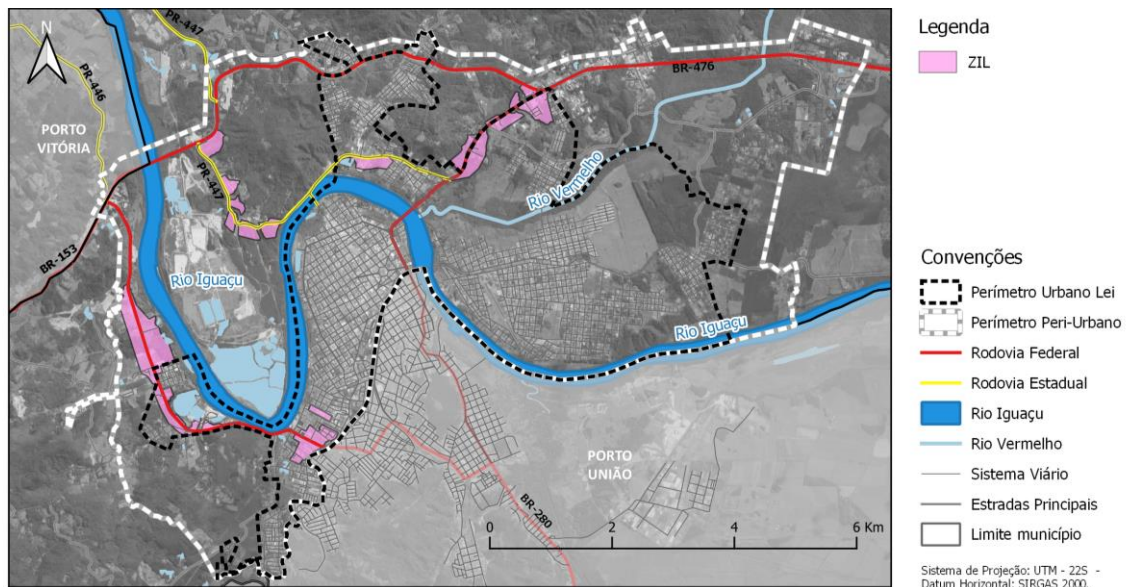 N
PR-447
PR-446
BR-476
PORTO
VITÓRIA
PR-447
Rio Vermelho
BR-153
Rio Iguaçu
Rio Iguaçu
PORTO
UNIÃO
BR-280
0 2 4 6 Km
Legenda
ZIL
Convenções
Perímetro Urbano Lei
Perímetro Peri-Urbano
Rodovia Federal
Rodovia Estadual
Rio Iguaçu
Rio Vermelho
Sistema Viário
Estradas Principais
Limite município
Sistema de Projeção: UTM - 22S -
Datum Horizontal: SIRGAS 2000.